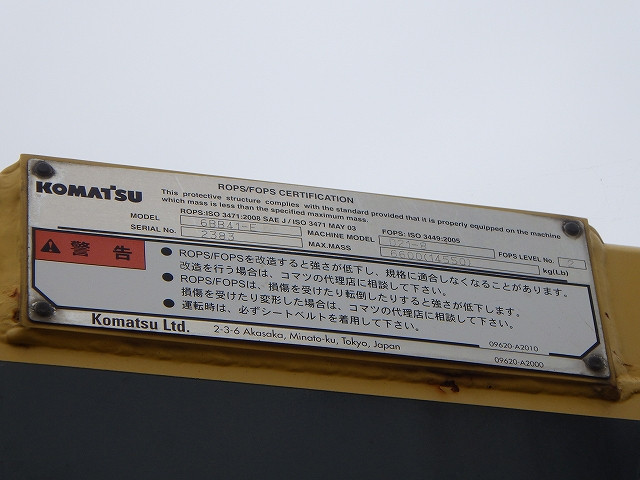 KOMATSU
ROPS/FOPS CERTIFICATION
This protective structure complies with the standard provided that it is properly equipped on the machine
which mass is less than the specified maximum mass.
ROPS:ISO 3471:2008 SAE J / ISO 3471 MAY 03
FOPS: ISO 3449:2005
MODEL 6BB41-E MACHINE MODEL D21-8 FOPS LEVEL No. 2
SERIAL No. 2383 MAX.MASS 6600(14550) kg(Lb)
警告
● ROPS/FOPSを改造すると強さが低下し、規格に適合しなくなることがあります。
改造を行う場合は、コマツの代理店に相談して下さい。
● ROPS/FOPSは、損傷を受けたり転倒したりすると強さが低下します。
損傷を受けたり変形した場合は、コマツの代理店に相談して下さい。
● 運転時は、必ずシートベルトを着用して下さい。
09620-A2010
Komatsu Ltd. 2-3-6 Akasaka, Minato-ku, Tokyo, Japan
09620-A2000